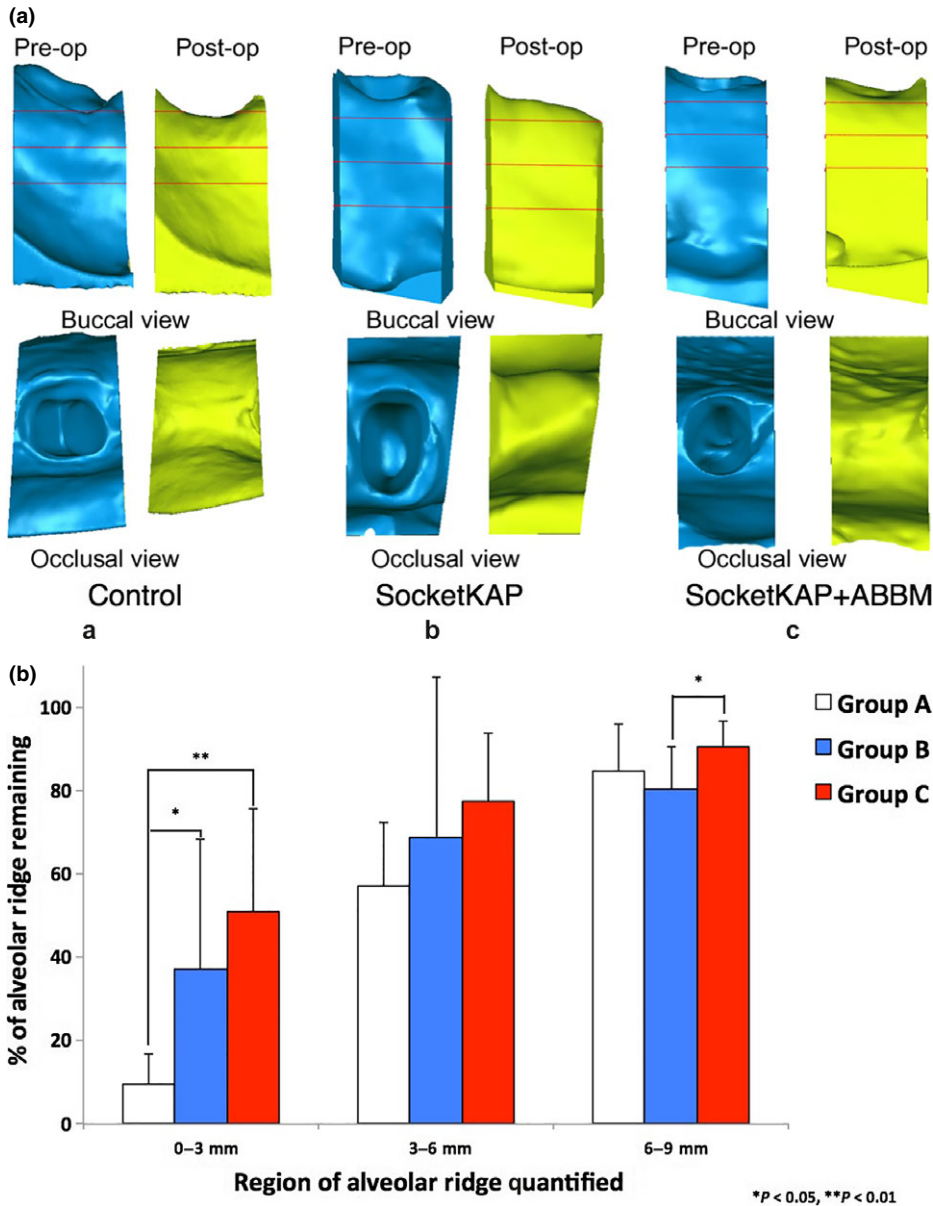 (a)
Pre-op Post-op Pre-op Post-op Pre-op Post-op
Buccal view Buccal view Buccal view
Occlusal view Occlusal view Occlusal view
Control SocketKAP SocketKAP+ABBM
a b c
(b)
% of alveolar ridge remaining
100
80
60
40
20
0
**
*
*
Group A
Group B
Group C
0–3 mm 3–6 mm 6–9 mm
Region of alveolar ridge quantified
*P < 0.05, **P < 0.01